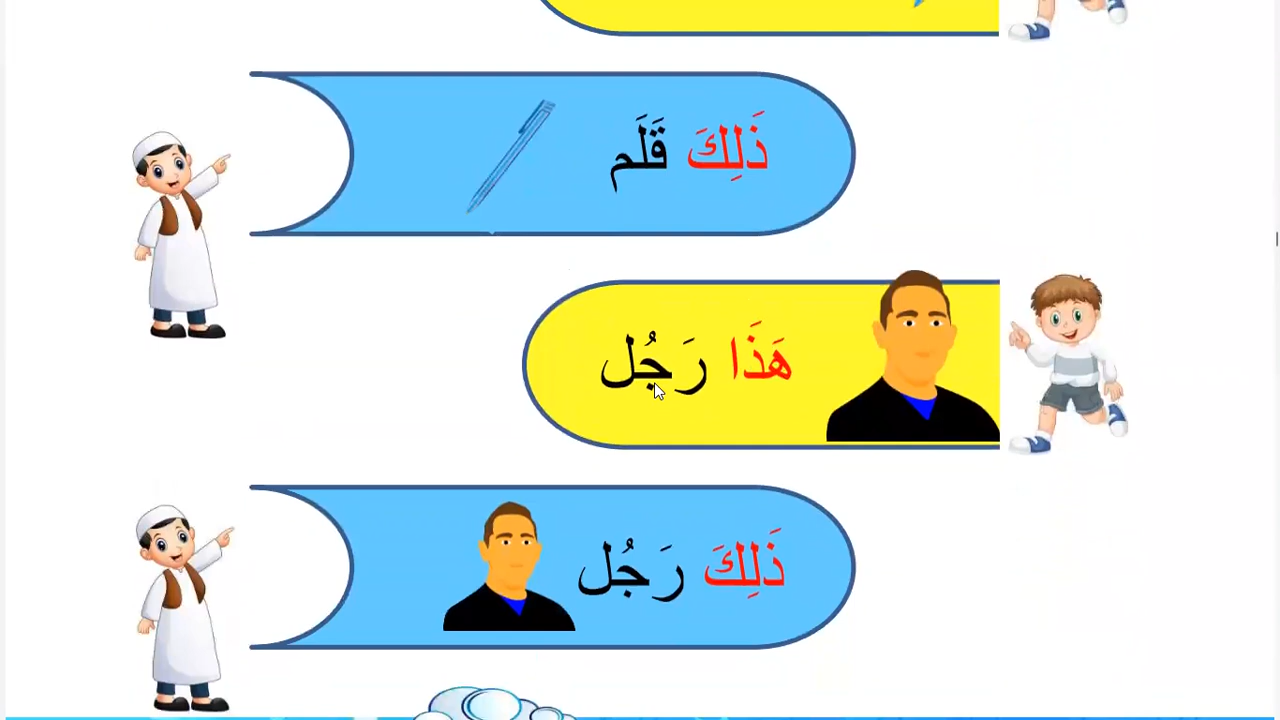 ذَلِكَ قَلَم
هَذَا رَجُل
ذَلِكَ رَجُل